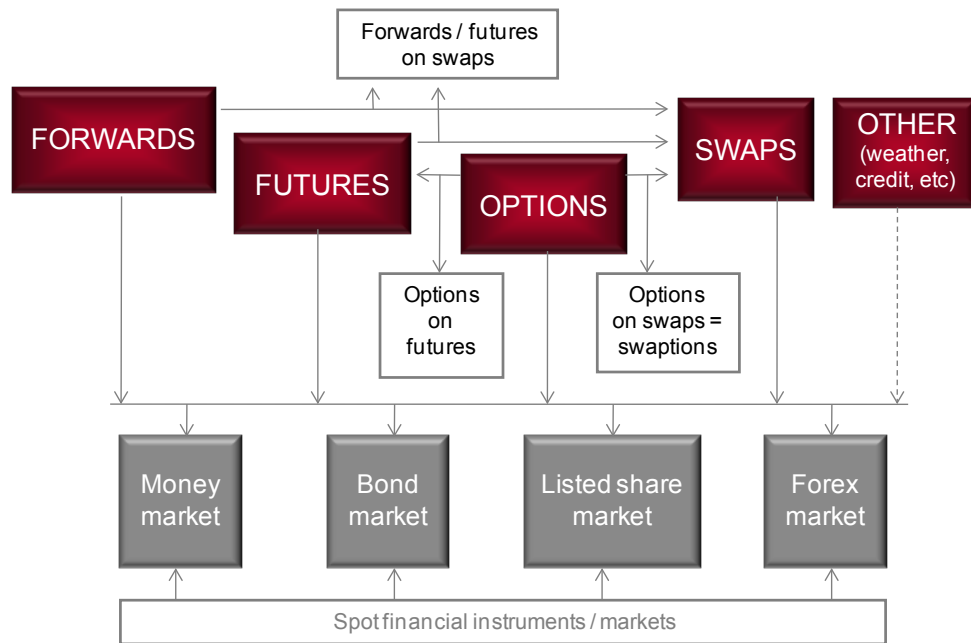 Forwards / futures
on swaps
FORWARDS
FUTURES
OPTIONS
SWAPS
OTHER
(weather,
credit, etc)
Options
on
futures
Options
on swaps =
swaptions
Money
market
Bond
market
Listed share
market
Forex
market
Spot financial instruments / markets